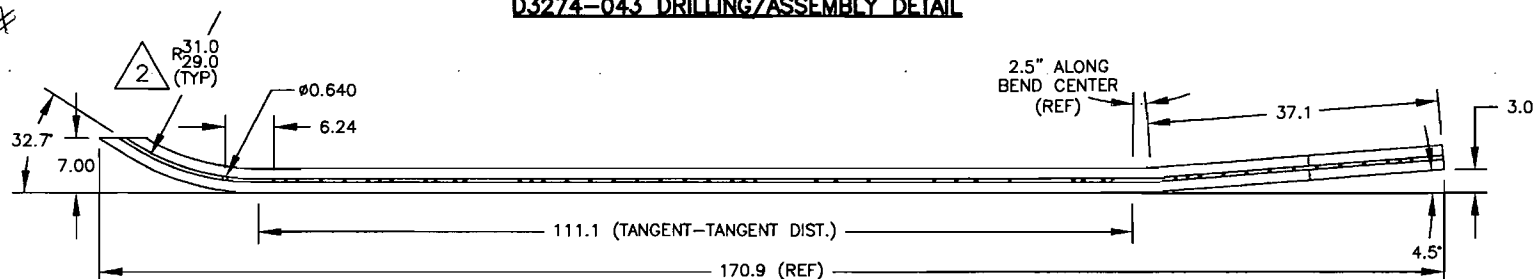 D3274-043 DRILLING/ASSEMBLY DETAIL
2
R31.0
29.0
(TYP)
Ø0.640
6.24
2.5" ALONG
BEND CENTER
(REF)
37.1
3.0
32.7°
7.00
111.1 (TANGENT-TANGENT DIST.)
4.5°
170.9 (REF)